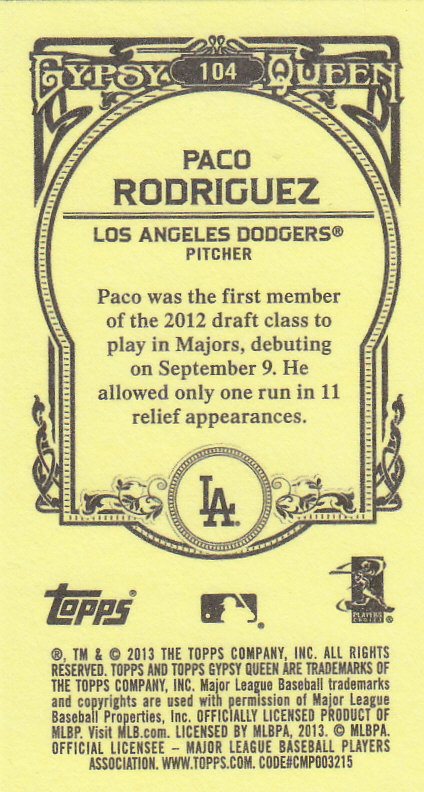 GYPSY 104 QUEEN
PACO
RODRIGUEZ
LOS ANGELES DODGERS®
PITCHER
Paco was the first member
of the 2012 draft class to
play in Majors, debuting
on September 9. He
allowed only one run in 11
relief appearances.
LA
topps® ® PLAYERS CHOICE ®
®, TM & © 2013 THE TOPPS COMPANY, INC. ALL RIGHTS
RESERVED. TOPPS AND TOPPS GYPSY QUEEN ARE TRADEMARKS OF
THE TOPPS COMPANY, INC. Major League Baseball trademarks
and copyrights are used with permission of Major League
Baseball Properties, Inc. OFFICIALLY LICENSED PRODUCT OF
MLBP. Visit MLB.com. LICENSED BY MLBPA, 2013. © MLBPA.
OFFICIAL LICENSEE – MAJOR LEAGUE BASEBALL PLAYERS
ASSOCIATION. WWW.TOPPS.COM. CODE#CMP003215